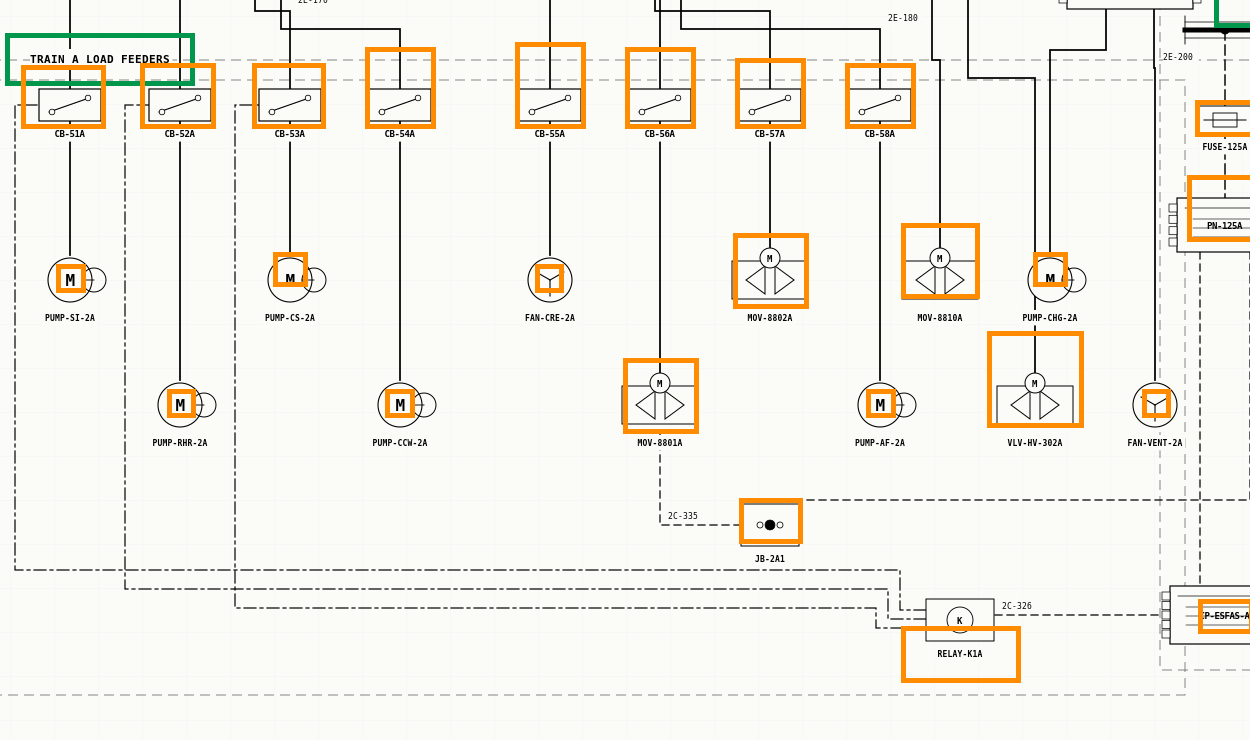 2E-170
2E-180
TRAIN A LOAD FEEDERS
2E-200
CB-51A
CB-52A
CB-53A
CB-54A
CB-55A
CB-56A
CB-57A
CB-58A
FUSE-125A
PN-125A
M
M
M
M
M
PUMP-SI-2A
PUMP-CS-2A
FAN-CRE-2A
MOV-8802A
MOV-8810A
PUMP-CHG-2A
M
M
M
M
M
PUMP-RHR-2A
PUMP-CCW-2A
MOV-8801A
PUMP-AF-2A
VLV-HV-302A
FAN-VENT-2A
2C-335
JB-2A1
2C-326
K
RELAY-K1A
CP-ESFAS-A